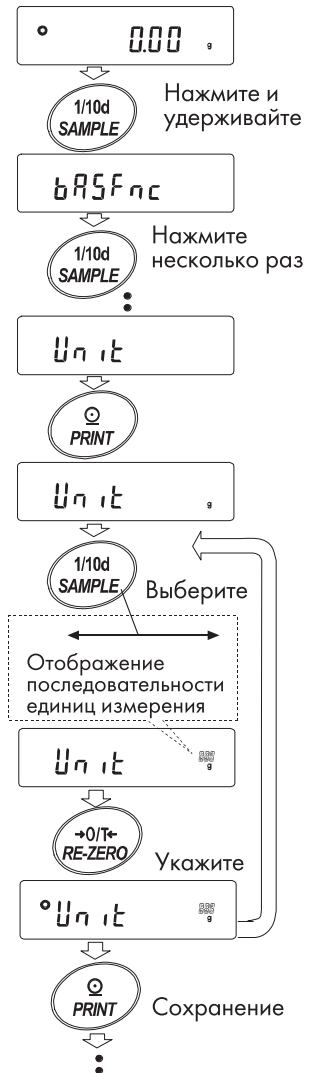 0.00 g
1/10d
SAMPLE
Нажмите и
удерживайте
bASFnc
1/10d
SAMPLE
Нажмите
несколько раз
Unit
PRINT
Unit g
1/10d
SAMPLE
Выберите
Отображение
последовательности
единиц измерения
Unit g
→0/T←
RE-ZERO
Укажите
Unit g
PRINT
Сохранение